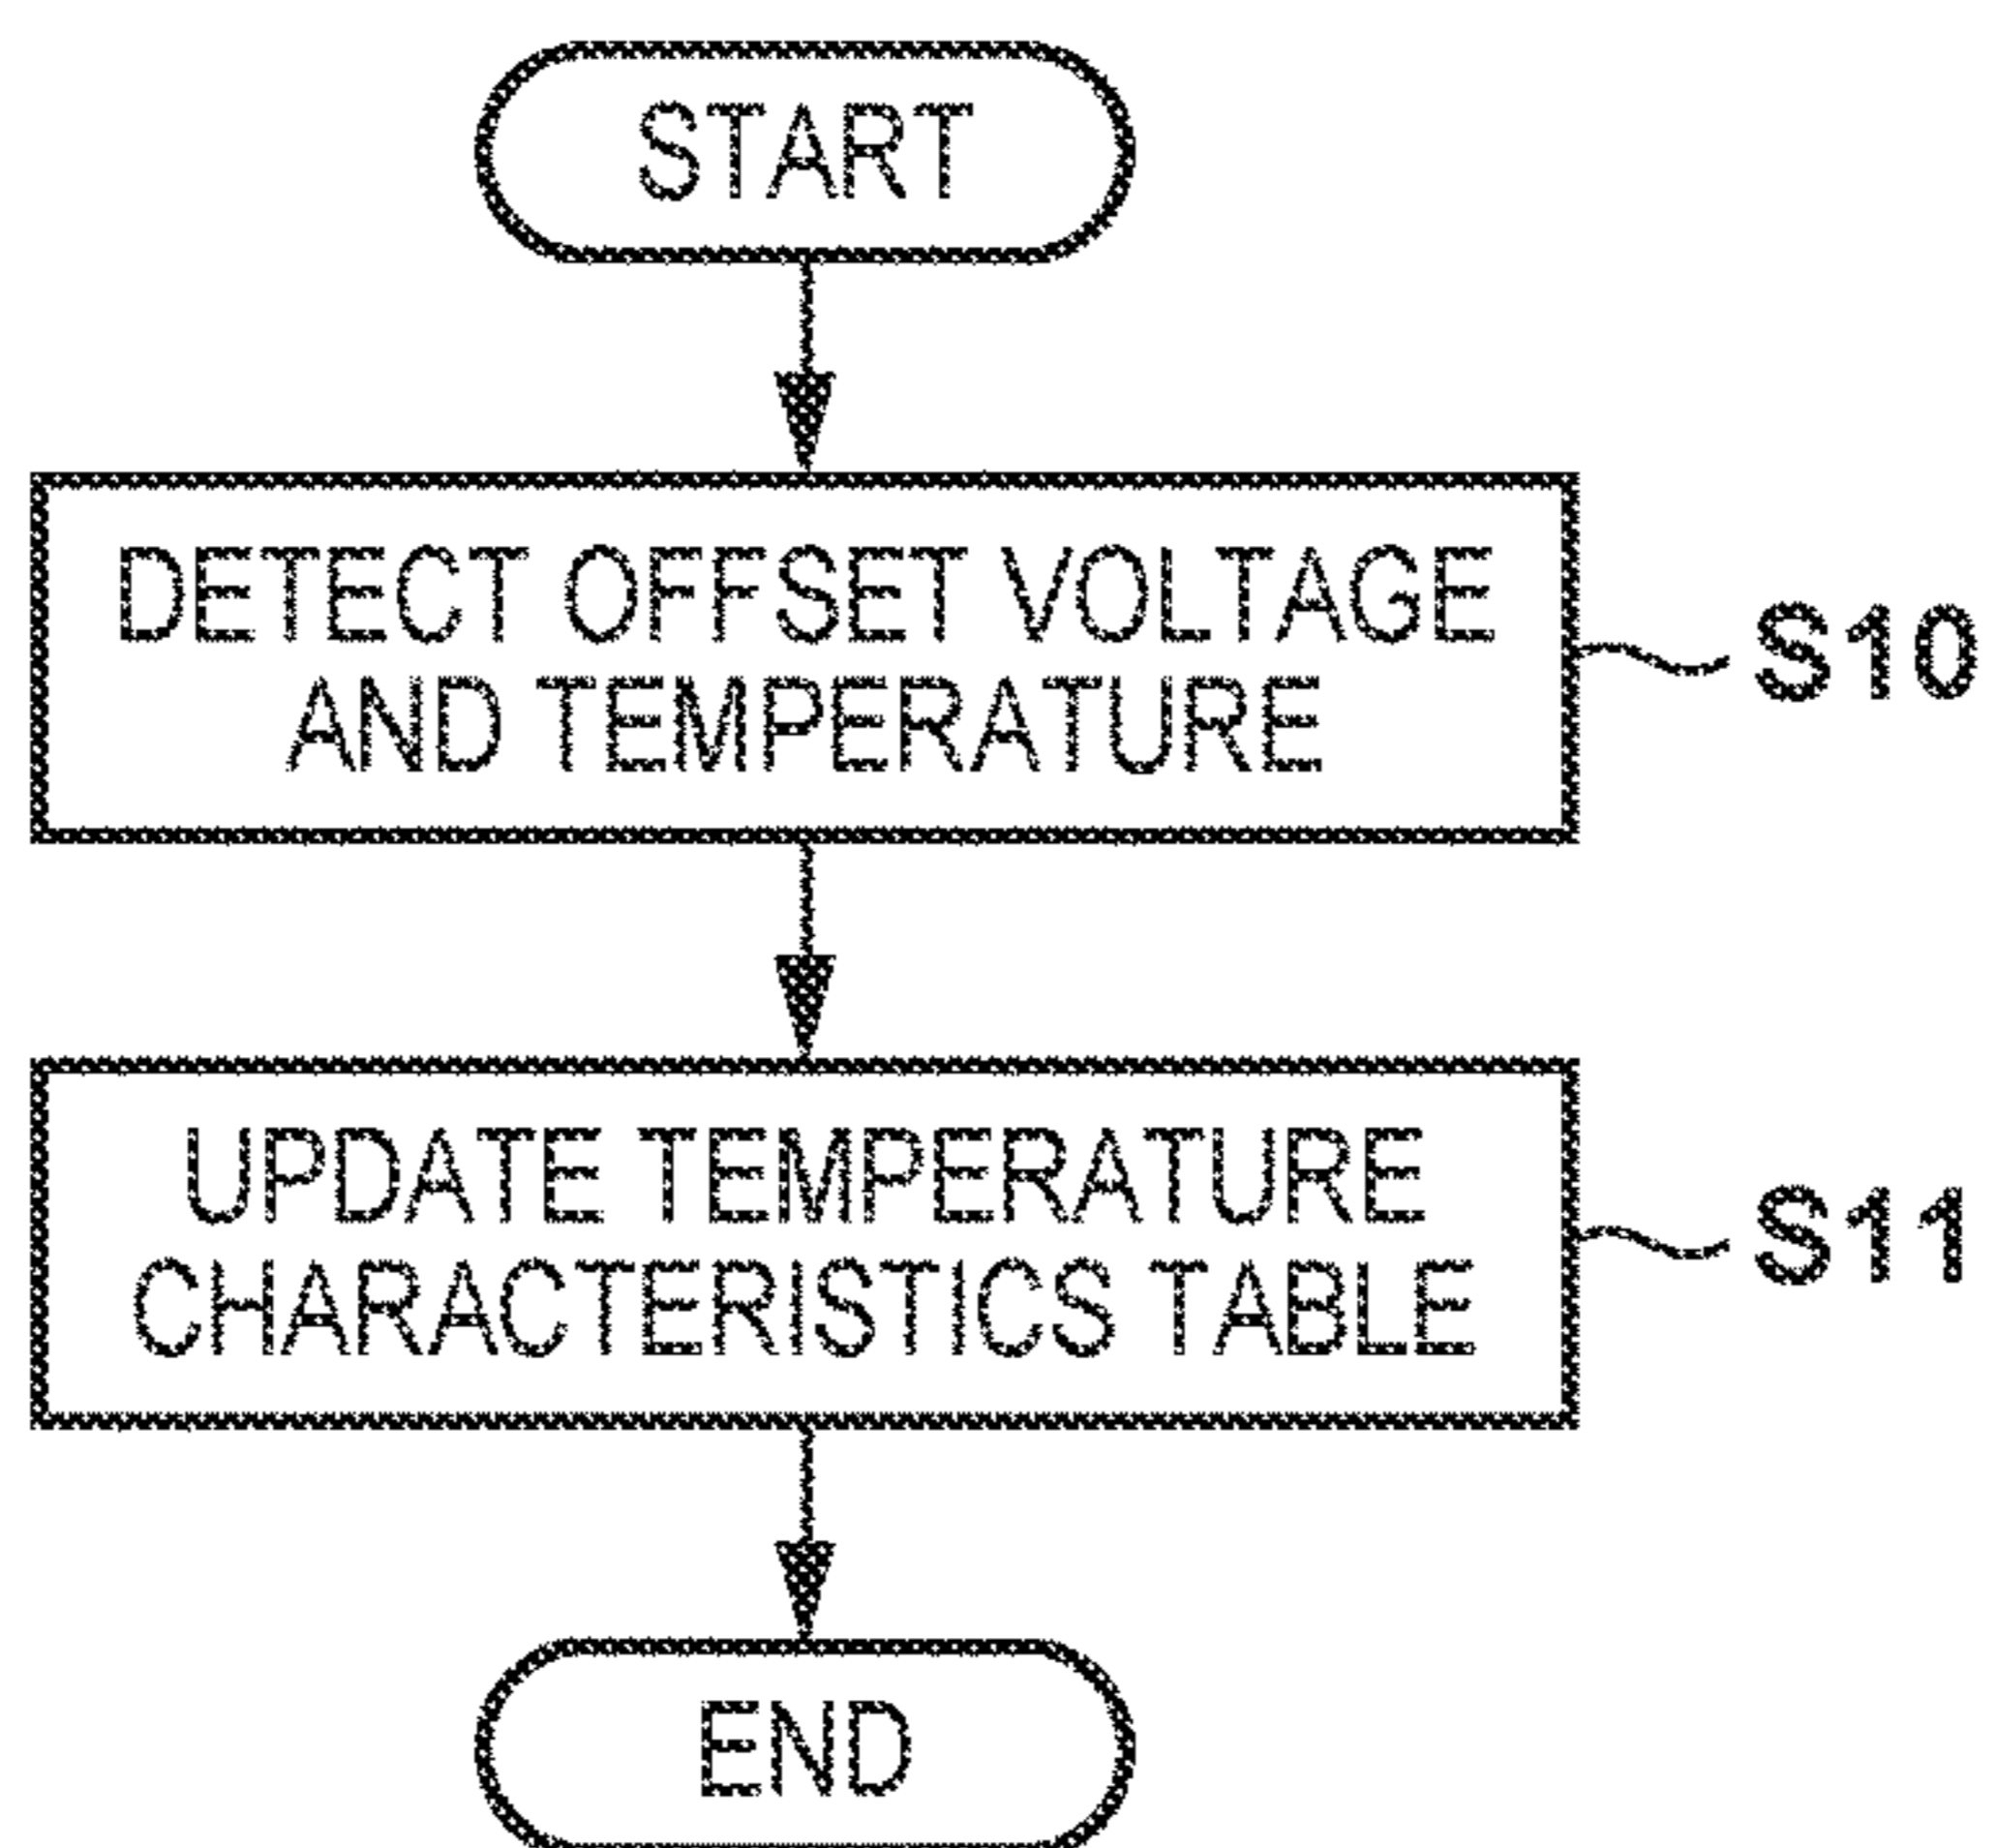 START
DETECT OFFSET VOLTAGE
AND TEMPERATURE
S10
UPDATE TEMPERATURE
CHARACTERISTICS TABLE
S11
END